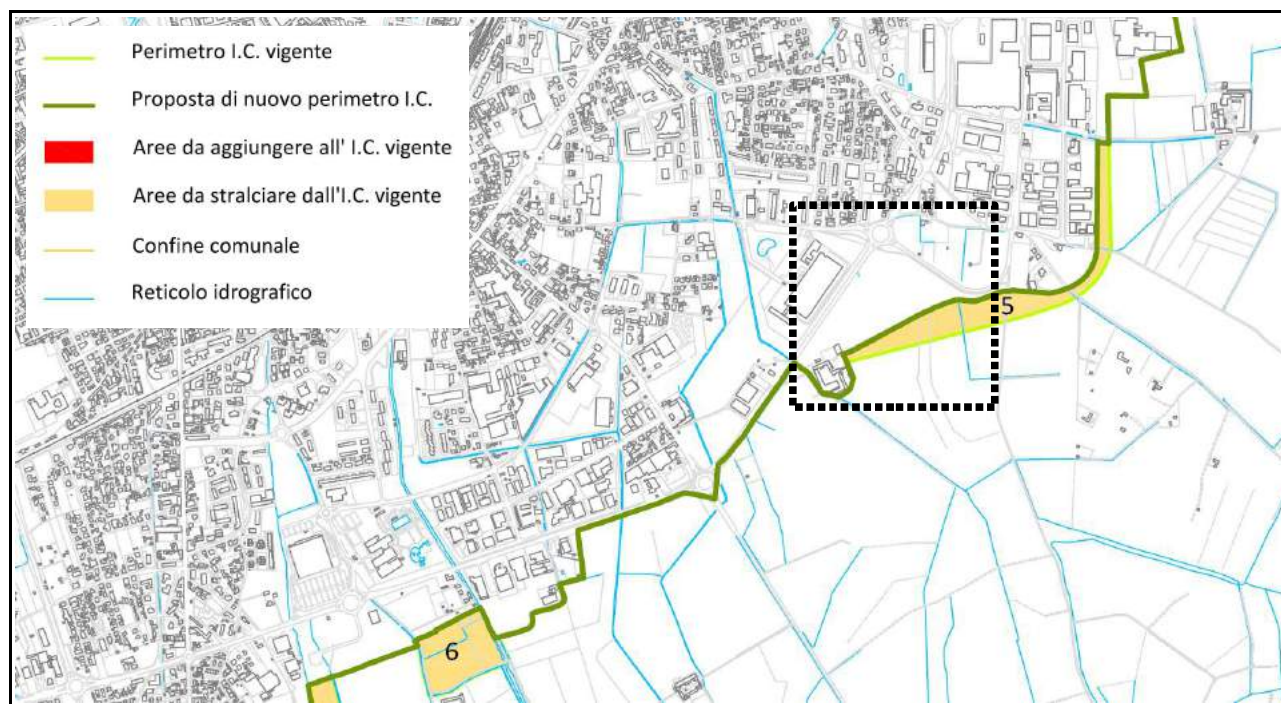 Perimetro I.C. vigente
Proposta di nuovo perimetro I.C.
Aree da aggiungere all' I.C. vigente
Aree da stralciare dall'I.C. vigente
Confine comunale
Reticolo idrografico
5
6